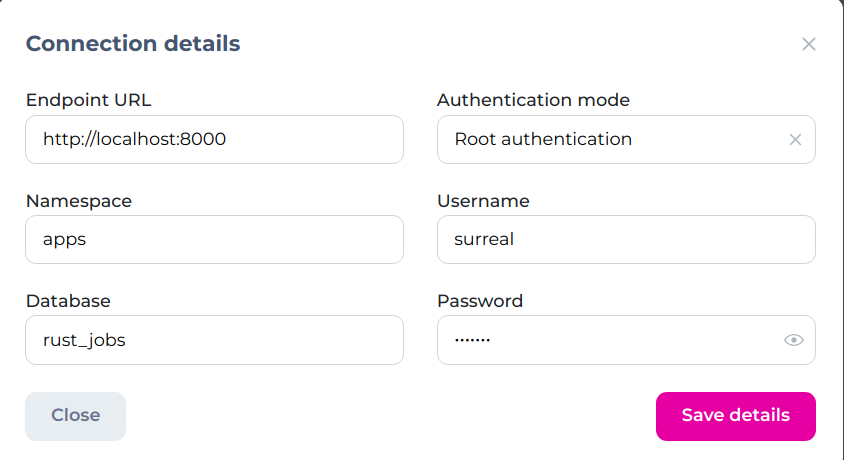 Connection details
Endpoint URL
Authentication mode
http://localhost:8000
Root authentication
Namespace
Username
apps
surreal
Database
Password
rust_jobs
•••••••
Close
Save details